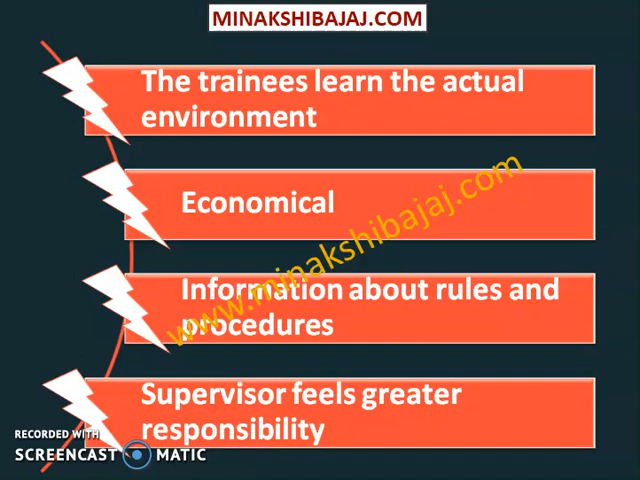 MINAKSHIBAJAJ.COM
The trainees learn the actual
environment
Economical
Information about rules and
procedures
Supervisor feels greater
responsibility
www.minakshibajaj.com
RECORDED WITH
SCREENCAST MATIC